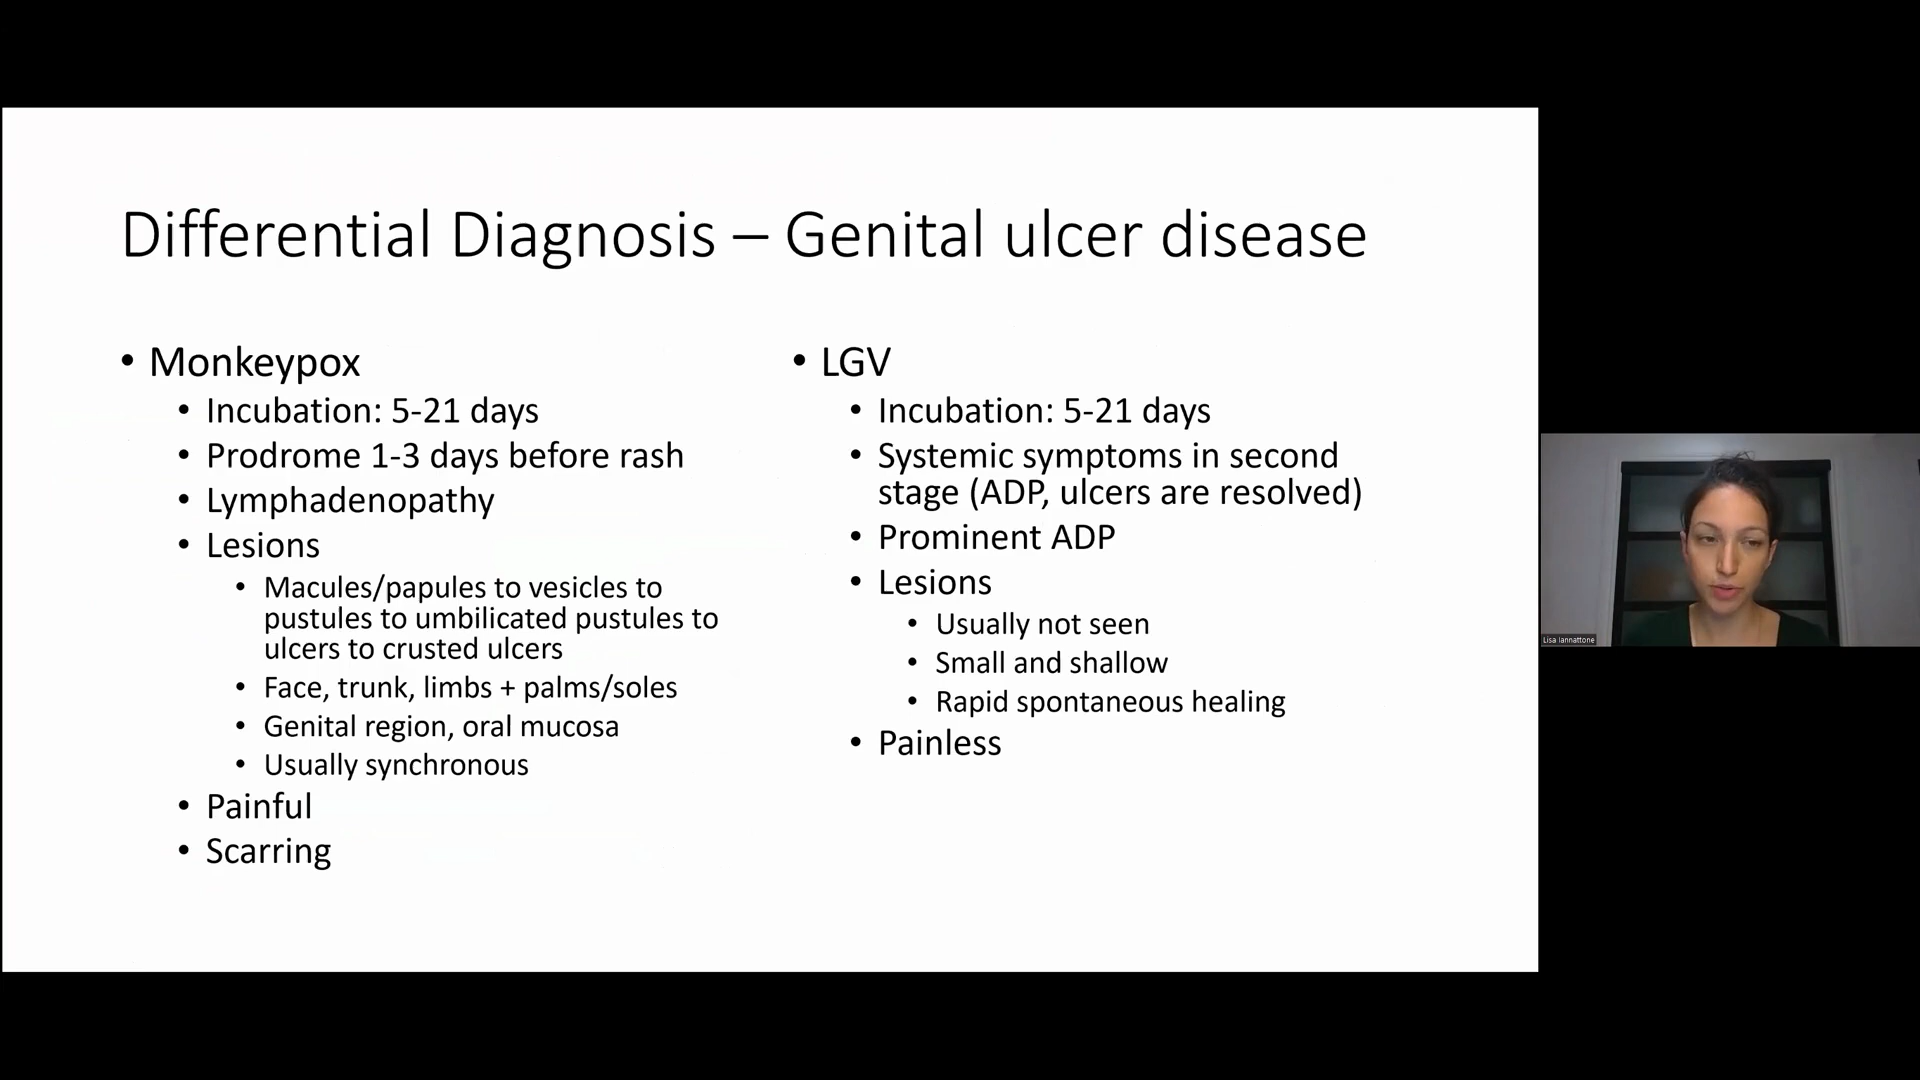 Differential Diagnosis – Genital ulcer disease
• Monkeypox
• Incubation: 5-21 days
• Prodrome 1-3 days before rash
• Lymphadenopathy
• Lesions
• Macules/papules to vesicles to
pustules to umbilicated pustules to
ulcers to crusted ulcers
• Face, trunk, limbs + palms/soles
• Genital region, oral mucosa
• Usually synchronous
• Painful
• Scarring
• LGV
• Incubation: 5-21 days
• Systemic symptoms in second
stage (ADP, ulcers are resolved)
• Prominent ADP
• Lesions
• Usually not seen
• Small and shallow
• Rapid spontaneous healing
• Painless
Lisa Iannattone